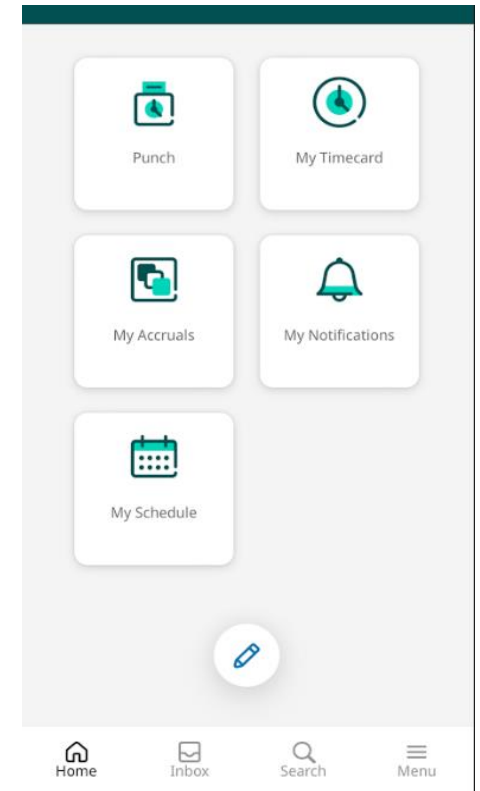 Punch
My Timecard
My Accruals
My Notifications
My Schedule
Home
Inbox
Search
Menu